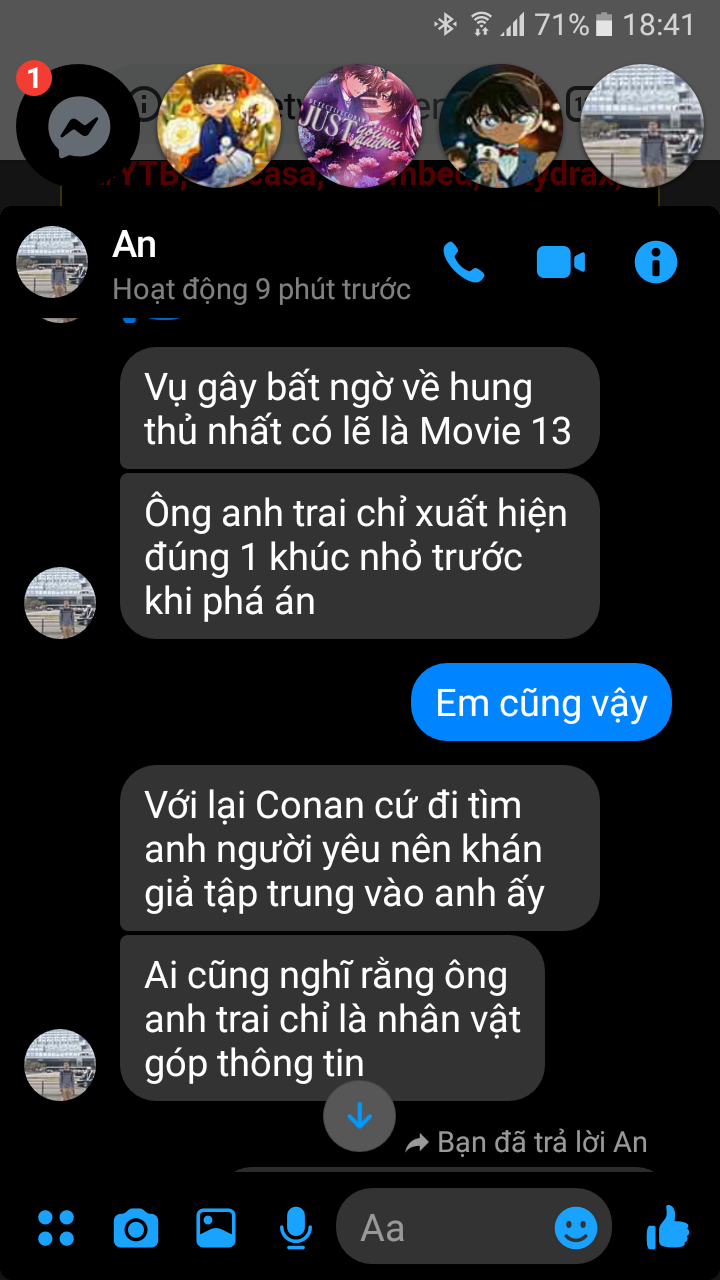 71% 18:41
1
JUST
An
Hoạt động 9 phút trước
Vụ gây bất ngờ về hung
thủ nhất có lẽ là Movie 13
Ông anh trai chỉ xuất hiện
đúng 1 khúc nhỏ trước
khi phá án
Em cũng vậy
Với lại Conan cứ đi tìm
anh người yêu nên khán
giả tập trung vào anh ấy
Ai cũng nghĩ rằng ông
anh trai chỉ là nhân vật
góp thông tin
Bạn đã trả lời An
Aa